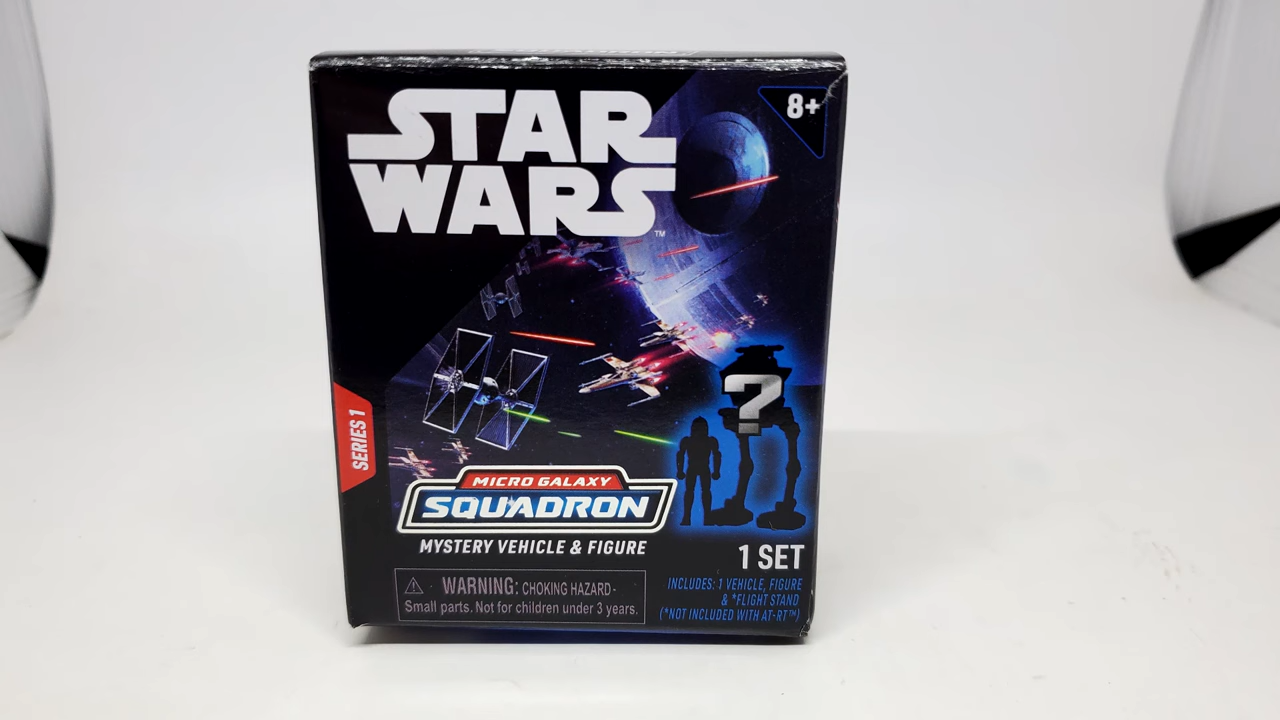 STAR
WARS
TM
8+
SERIES 1
?
MICRO GALAXY
SQUADRON
MYSTERY VEHICLE & FIGURE
WARNING: CHOKING HAZARD-
Small parts. Not for children under 3 years.
1 SET
INCLUDES: 1 VEHICLE, FIGURE
& *FLIGHT STAND
(*NOT INCLUDED WITH AT-RT™)